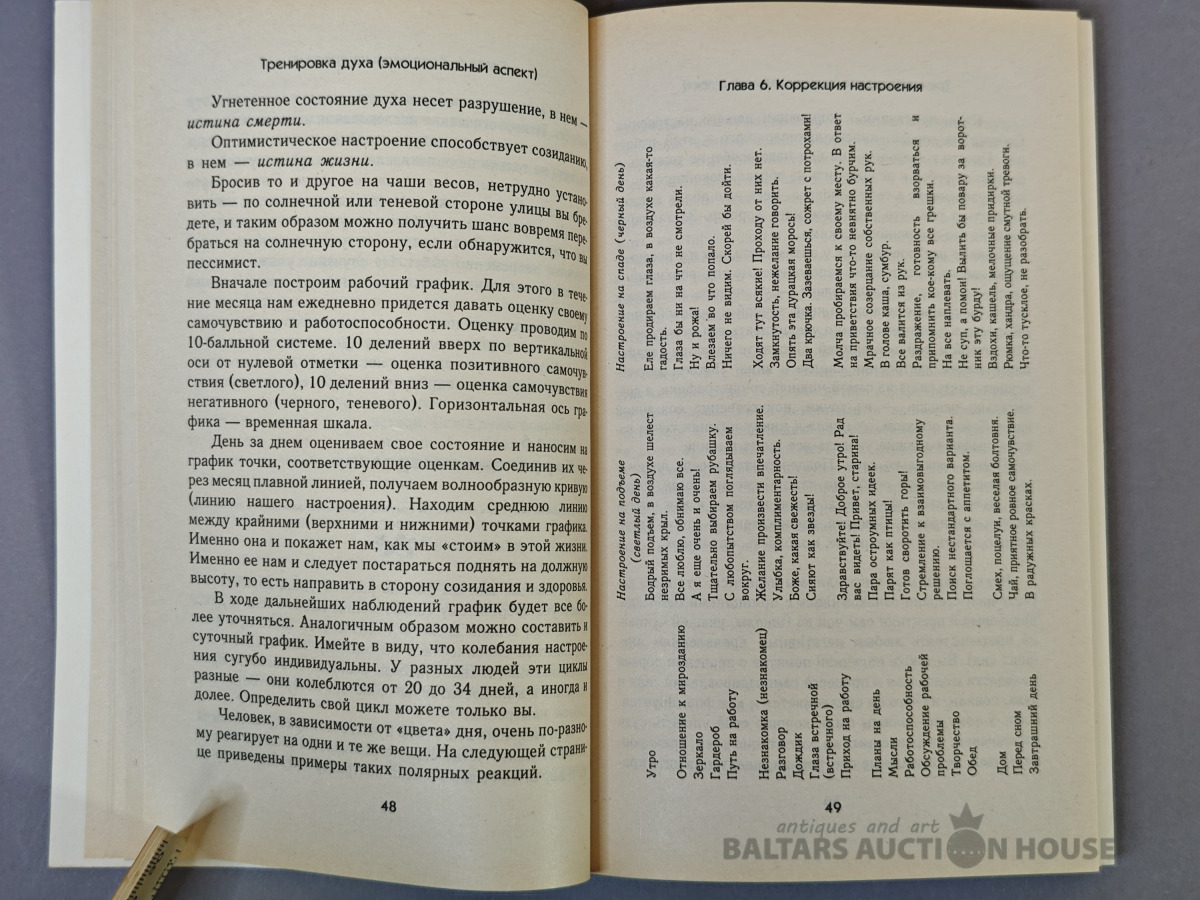 Тренировка духа (эмоциональный аспект)
Угнетенное состояние духа несет разрушение, в нем —
истина смерти.
Оптимистическое настроение способствует созиданию,
в нем — истина жизни.
Бросив то и другое на чаши весов, нетрудно устано-
вить — по солнечной или теневой стороне улицы вы бре-
дете, и таким образом можно получить шанс вовремя пере-
браться на солнечную сторону, если обнаружится, что вы
пессимист.
Вначале построим рабочий график. Для этого в тече-
ние месяца нам ежедневно придется давать оценку своему
самочувствию и работоспособности. Оценку проводим по
10-балльной системе. 10 делений вверх по вертикальной
оси от нулевой отметки — оценка позитивного самочув-
ствия (светлого), 10 делений вниз — оценка самочувствия
негативного (черного, теневого). Горизонтальная ось гра-
фика — временная шкала.
День за днем оцениваем свое состояние и наносим на
график точки, соответствующие оценкам. Соединив их че-
рез месяц плавной линией, получаем волнообразную кривую
(линию нашего настроения). Находим среднюю линию
между крайними (верхними и нижними) точками графика.
Именно она и покажет нам, как мы «стоим» в этой жизни.
Именно ее нам и следует постараться поднять на должную
высоту, то есть направить в сторону созидания и здоровья.
В ходе дальнейших наблюдений график будет все бо-
лее уточняться. Аналогичным образом можно составить и
суточный график. Имейте в виду, что колебания настрое-
ния сугубо индивидуальны. У разных людей эти циклы
разные — они колеблются от 20 до 34 дней, а иногда и
долее. Определить свой цикл можете только вы.
Человек, в зависимости от «цвета» дня, очень по-разно-
му реагирует на одни и те же вещи. На следующей страни-
це приведены примеры таких полярных реакций.
48
Глава 6. Коррекция настроения
Настроение на подъеме Настроение на спаде (черный день)
(светлый день)
Утро Бодрый подъем, в воздухе шелест Еле продираем глаза, в воздухе какая-то
незримых крыл. гадость.
Отношение к мирозданию Все люблю, обнимаю все. Глаза бы ни на что не смотрели.
Зеркало А я еще очень и очень! Ну и рожа!
Гардероб Тщательно выбираем рубашку. Влезаем во что попало.
Путь на работу С любопытством поглядываем Ничего не видим. Скорей бы дойти.
вокруг.
Незнакомка (незнакомец) Желание произвести впечатление. Ходят тут всякие! Проходу от них нет.
Разговор Улыбка, комплиментарность. Замкнутость, нежелание говорить.
Дождик Боже, какая свежесть! Опять эта дурацкая морось!
Глаза встречной Сияют как звезды! Два крючка. Зазеваешься, сожрет с потрохами!
(встречного)
Приход на работу Здравствуйте! Доброе утро! Рад Молча пробираемся к своему месту. В ответ
вас видеть! Привет, старина! на приветствия что-то невнятно бурчим.
Планы на день Пара остроумных идеек. Мрачное созерцание собственных рук.
Мысли Парят как птицы! В голове каша, сумбур.
Работоспособность Готов своротить горы! Все валится из рук.
Обсуждение рабочей Стремление к взаимовыгодному Раздражение, готовность взорваться и
проблемы решению. припомнить кое-кому все грешки.
Творчество Поиск нестандартного варианта. На все наплевать.
Обед Поглощается с аппетитом. Не суп, а помои! Вылить бы повару за ворот-
ник эту бурду!
Дом Смех, поцелуи, веселая болтовня. Вздохи, кашель, мелочные придирки.
Перед сном Чай, приятное ровное самочувствие. Рюмка, хандра, ощущение смутной тревоги.
Завтрашний день В радужных красках. Что-то тусклое, не разобрать.
49
antiques and art
BALTARS AUCTION HOUSE